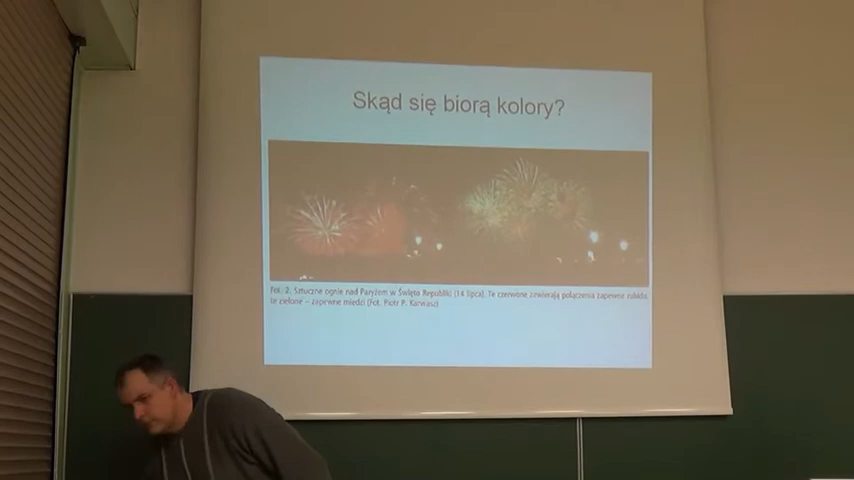 Skąd się biorą kolory?
Fot. 2. Sztuczne ognie nad Paryżem w Święto Republiki (14 lipca). Te czerwone zawierają połączenia zapewne
te zielone – zapewne miedzi (Fot. Piotr P. Karwasz)